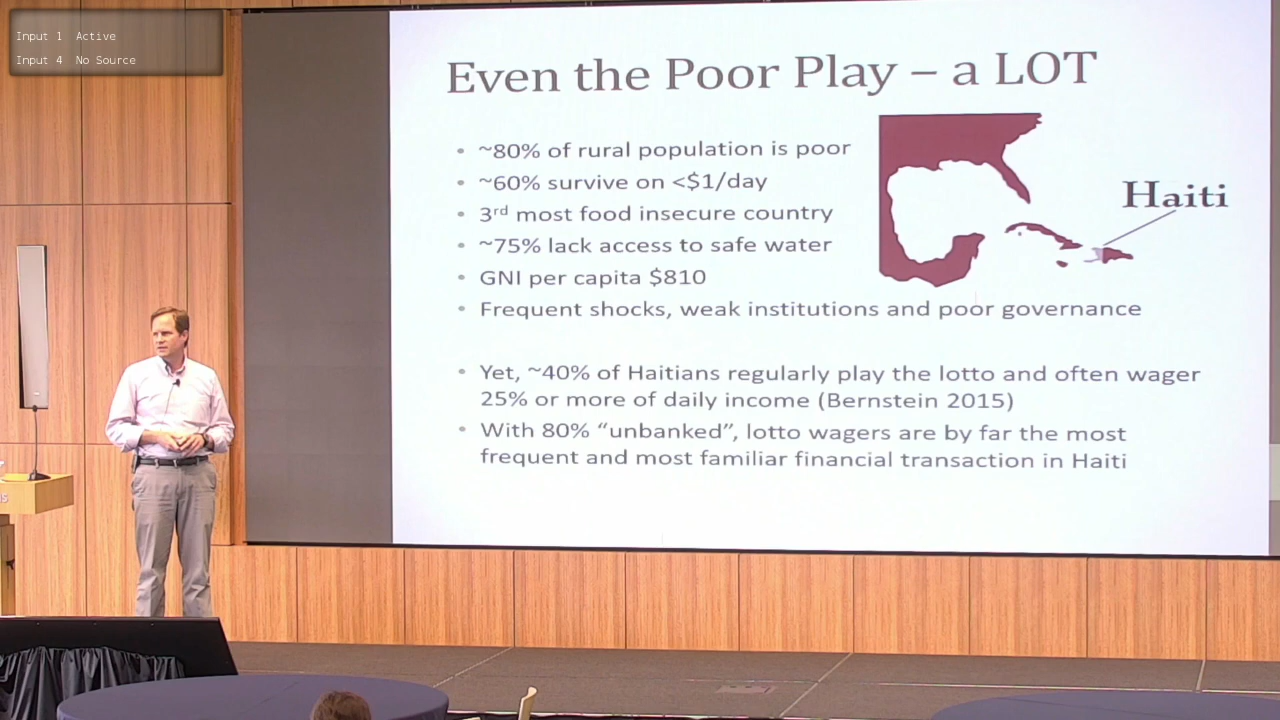 Input 1 Active
Input 4 No Source
Even the Poor Play – a LOT
• ~80% of rural population is poor
• ~60% survive on <$1/day
• 3rd most food insecure country
• ~75% lack access to safe water
• GNI per capita $810
• Frequent shocks, weak institutions and poor governance
• Yet, ~40% of Haitians regularly play the lotto and often wager
25% or more of daily income (Bernstein 2015)
• With 80% “unbanked”, lotto wagers are by far the most
frequent and most familiar financial transaction in Haiti
Haiti